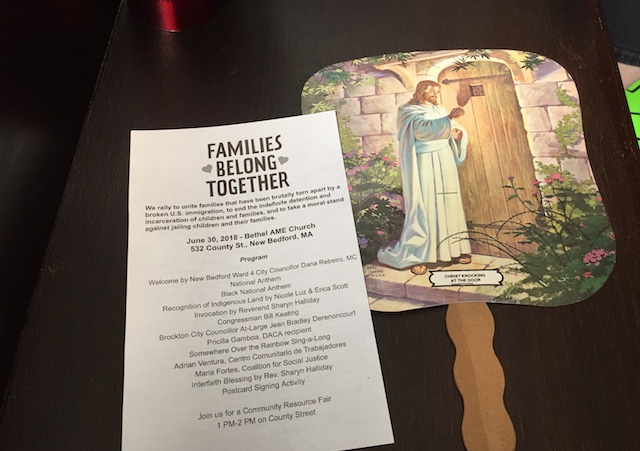 FAMILIES
BELONG
TOGETHER
We rally to unite families that have been brutally torn apart by a
broken U.S. immigration, to end the indefinite detention and
incarceration of children and families, and to take a moral stand
against jailing children and their families.
June 30, 2018 - Bethel AME Church
532 County St., New Bedford, MA
Program
Welcome by New Bedford Ward 4 City Councillor Dana Rebeiro, MC
National Anthem
Black National Anthem
Recognition of Indigenous Land by Nicole Luz & Erica Scott
Invocation by Reverend Sharyn Halliday
Congressman Bill Keating
Brockton City Councillor At-Large Jean Bradley Derenoncourt
Pricilla Gamboa, DACA recipient
Somewhere Over the Rainbow Sing-a-Long
Adrian Ventura, Centro Comunitario de Trabajadores
Maria Fortes, Coalition for Social Justice
Interfaith Blessing by Rev. Sharyn Halliday
Postcard Signing Activity
Join us for a Community Resource Fair
1 PM-2 PM on County Street
CHRIST KNOCKING
AT THE DOOR